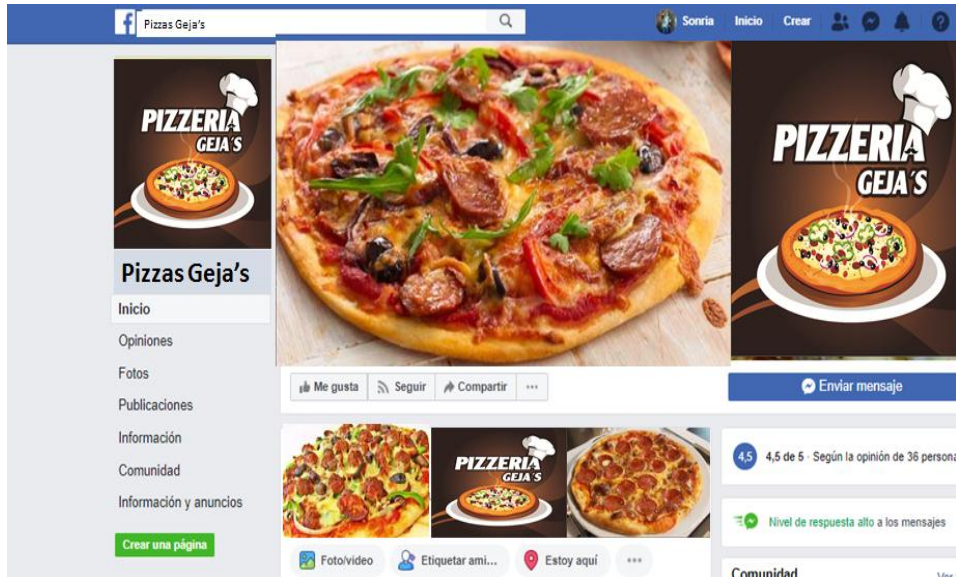 Pizzas Geja's
Sonria Inicio Crear
PIZZERIA
GEJA'S
PIZZERIA
GEJA'S
Pizzas Geja's
Inicio
Opiniones
Fotos
Publicaciones
Información
Comunidad
Información y anuncios
Crear una página
Me gusta Seguir Compartir ...
Enviar mensaje
PIZZERIA
GEJA'S
4,5 4,5 de 5 · Según la opinión de 36 persona
Nivel de respuesta alto a los mensajes
Foto/video Etiquetar ami... Estoy aquí ...
Comunidad Ver